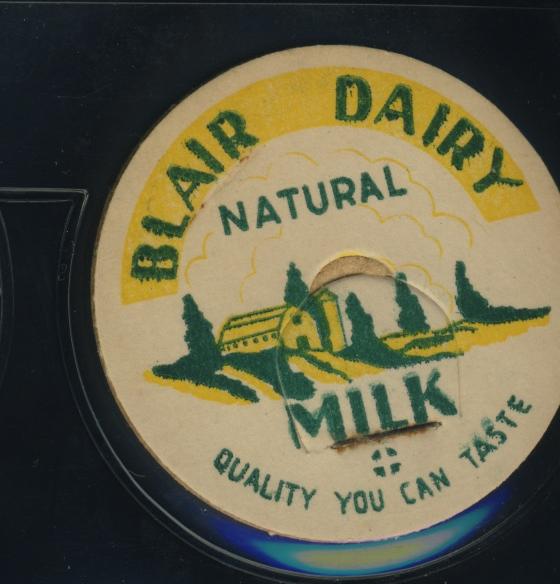 BLAIR DAIRY
NATURAL
MILK
QUALITY YOU CAN TASTE